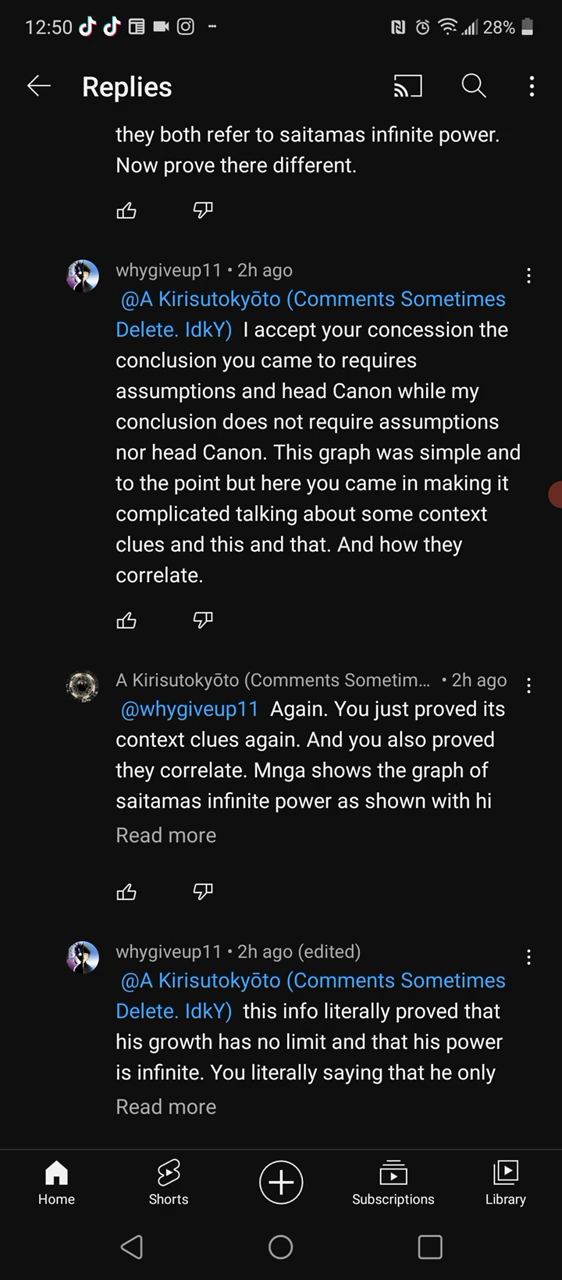 12:50
28%
Replies
they both refer to saitamas infinite power.
Now prove there different.
whygiveup11 • 2h ago
@A Kirisutokyōto (Comments Sometimes
Delete. IdkY) I accept your concession the
conclusion you came to requires
assumptions and head Canon while my
conclusion does not require assumptions
nor head Canon. This graph was simple and
to the point but here you came in making it
complicated talking about some context
clues and this and that. And how they
correlate.
A Kirisutokyōto (Comments Sometim... • 2h ago
@whygiveup11 Again. You just proved its
context clues again. And you also proved
they correlate. Mnga shows the graph of
saitamas infinite power as shown with hi
Read more
whygiveup11 • 2h ago (edited)
@A Kirisutokyōto (Comments Sometimes
Delete. IdkY) this info literally proved that
his growth has no limit and that his power
is infinite. You literally saying that he only
Read more
Home
Shorts
Subscriptions
Library